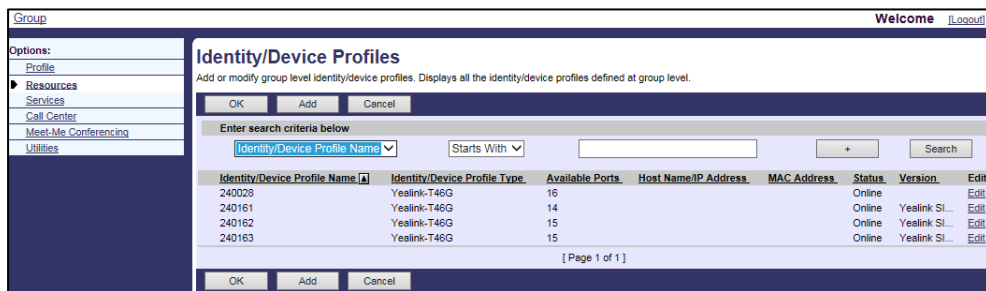 Group Welcome [Logout]
Options:
Profile
Resources
Services
Call Center
Meet-Me Conferencing
Utilities
Identity/Device Profiles
Add or modify group level identity/device profiles. Displays all the identity/device profiles defined at group level.
OK Add Cancel
Enter search criteria below
Identity/Device Profile Name Starts With + Search
Identity/Device Profile Name Identity/Device Profile Type Available Ports Host Name/IP Address MAC Address Status Version Edit
240028 Yealink-T46G 16 Online Edit
240161 Yealink-T46G 14 Online Yealink SI... Edit
240162 Yealink-T46G 15 Online Yealink SI... Edit
240163 Yealink-T46G 15 Online Yealink SI... Edit
[ Page 1 of 1 ]
OK Add Cancel